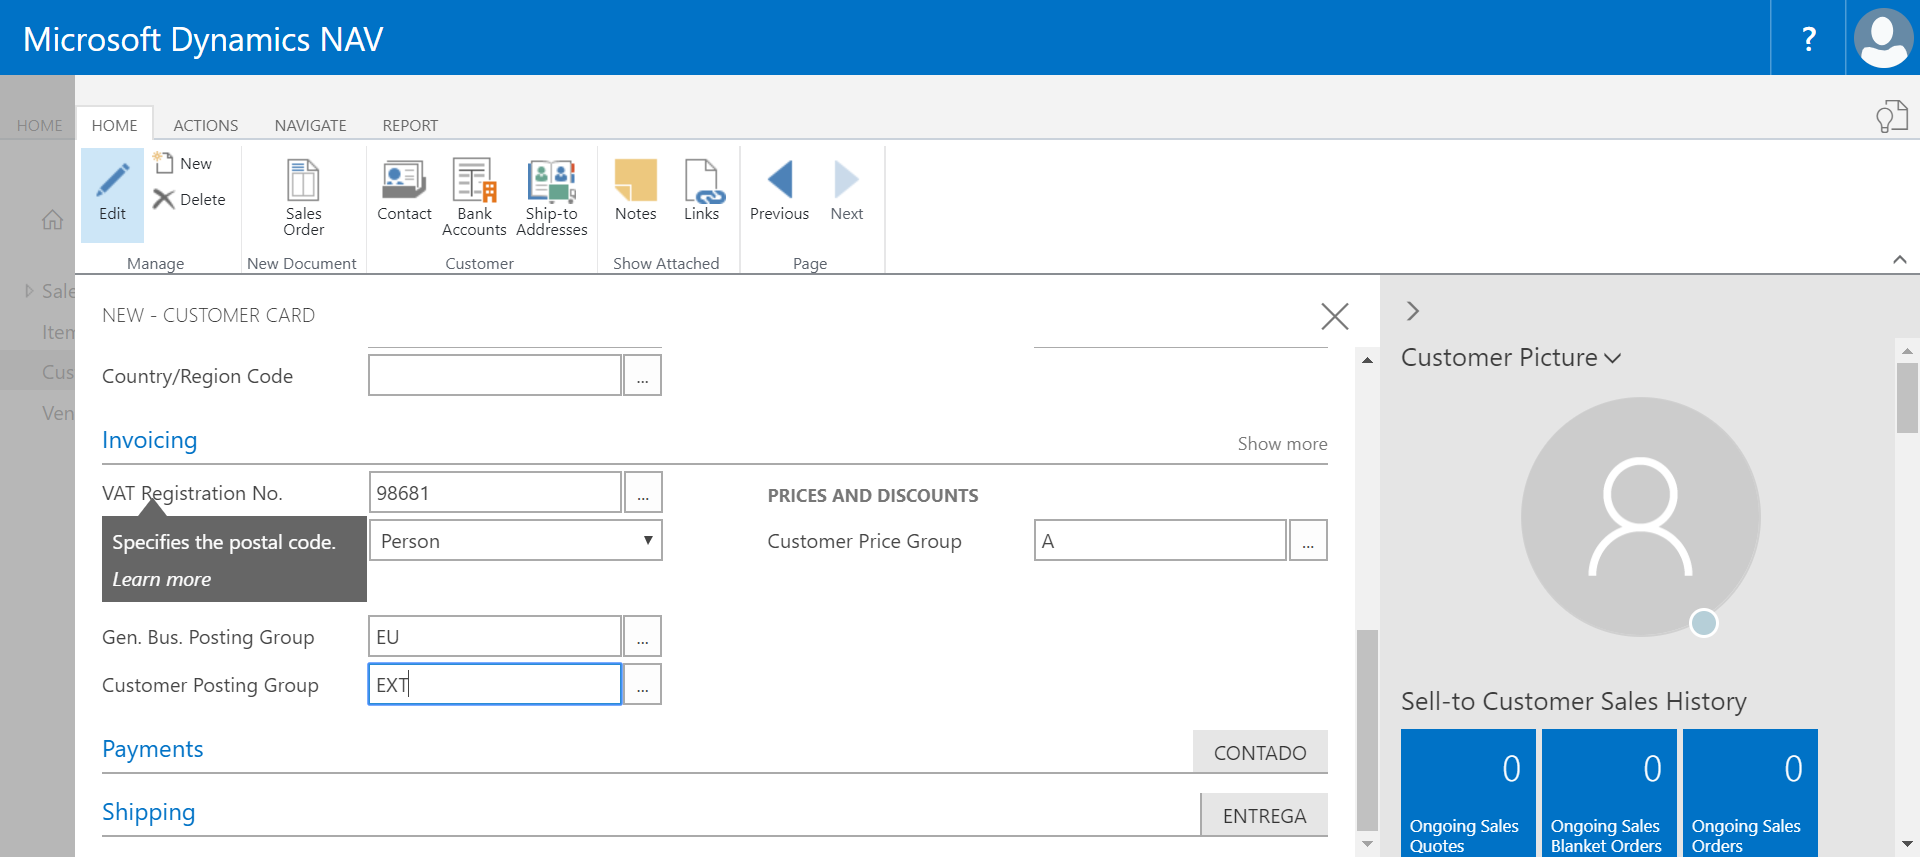 Microsoft Dynamics NAV
?
HOME
HOME
ACTIONS
NAVIGATE
REPORT
Edit
New
Delete
Manage
Sales
Order
New Document
Contact
Bank
Accounts
Ship-to
Addresses
Customer
Notes
Links
Show Attached
Previous
Next
Page
Sale
Item
Cus
Ven
NEW - CUSTOMER CARD
Country/Region Code
...
Invoicing
Show more
VAT Registration No.
98681
...
PRICES AND DISCOUNTS
Specifies the postal code.
Learn more
Person
Customer Price Group
A
...
Gen. Bus. Posting Group
EU
...
Customer Posting Group
EXT
...
Payments
CONTADO
Shipping
ENTREGA
Customer Picture
Sell-to Customer Sales History
0
Ongoing Sales
Quotes
0
Ongoing Sales
Blanket Orders
0
Ongoing Sales
Orders